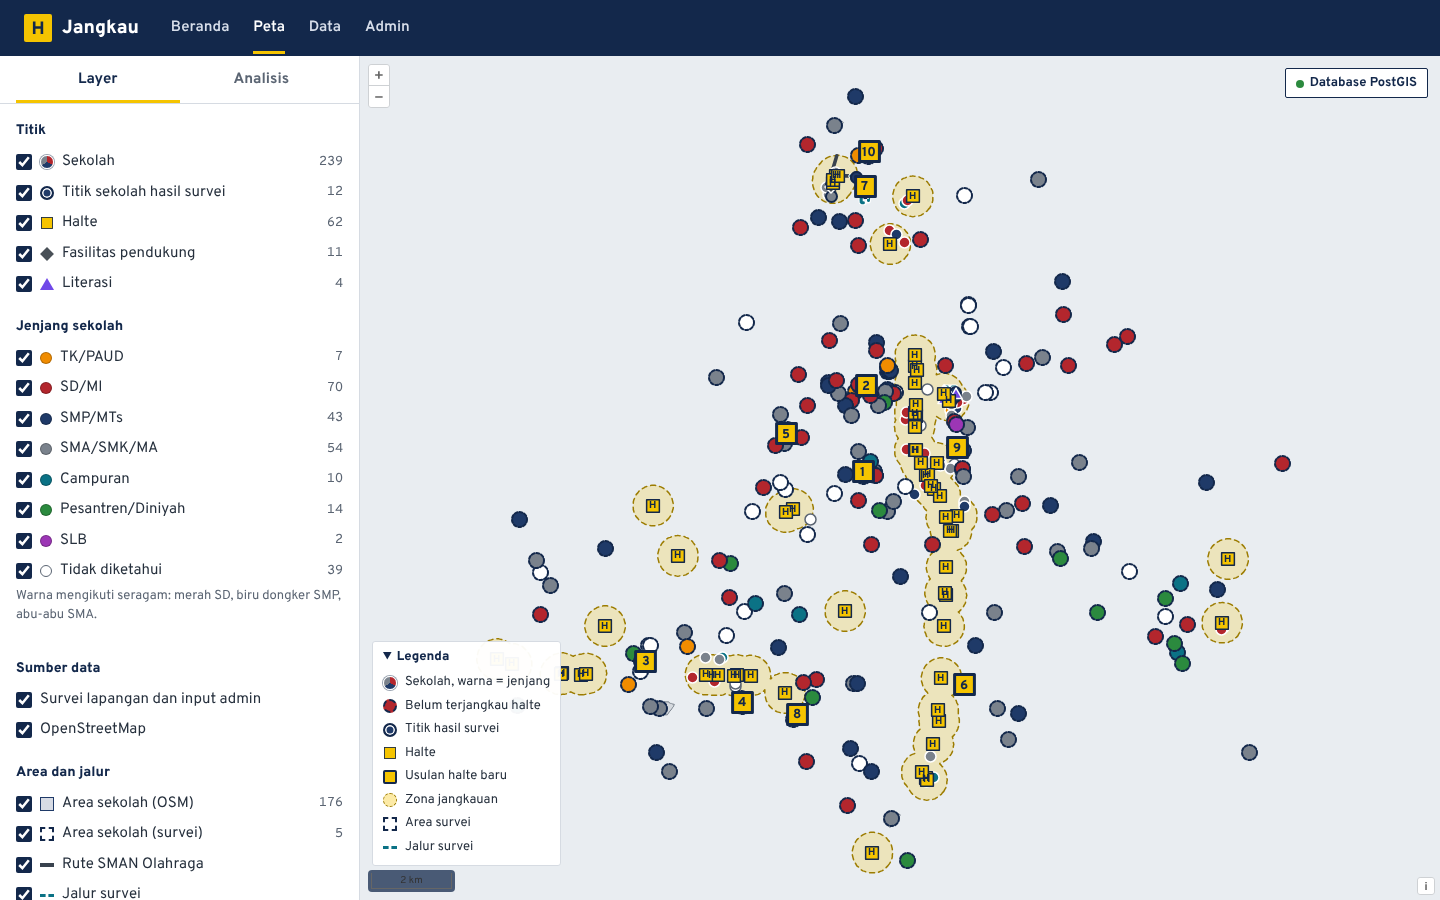 H Jangkau Beranda Peta Data Admin
Layer Analisis
Database PostGIS
Titik
Sekolah 239
Titik sekolah hasil survei 12
Halte 62
Fasilitas pendukung 11
Literasi 4
Jenjang sekolah
TK/PAUD 7
SD/MI 70
SMP/MTs 43
SMA/SMK/MA 54
Campuran 10
Pesantren/Diniyah 14
SLB 2
Tidak diketahui 39
Warna mengikuti seragam: merah SD, biru dongker SMP,
abu-abu SMA.
Sumber data
Survei lapangan dan input admin
OpenStreetMap
Area dan jalur
Area sekolah (OSM) 176
Area sekolah (survei) 5
Rute SMAN Olahraga
Jalur survei
+
−
10
7
2
5
9
1
3
6
4
8
▼ Legenda
Sekolah, warna = jenjang
Belum terjangkau halte
Titik hasil survei
Halte
Usulan halte baru
Zona jangkauan
Area survei
Jalur survei
2 km
i